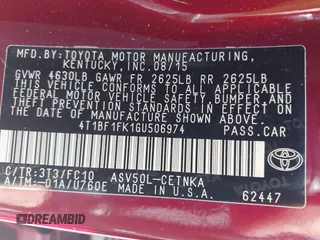 MFD. BY:TOYOTA MOTOR MANUFACTURING,
KENTUCKY,INC. 08/15
GVWR 4630LB GAWR FR 2625LB RR 2625LB
THIS VEHICLE CONFORMS TO ALL
APPLICABLE FEDERAL MOTOR VEHICLE
SAFETY, BUMPER, AND THEFT PREVENTION
STANDARDS IN EFFECT ON THE DATE OF
MANUFACTURE SHOWN ABOVE.
4T1BF1FK1GU506974 PASS.CAR
C/TR:3T3/FC10 ASV50L-CETNKA
A/TM:-01A/U760E MADE IN U.S.A.
TOYOTA
62447